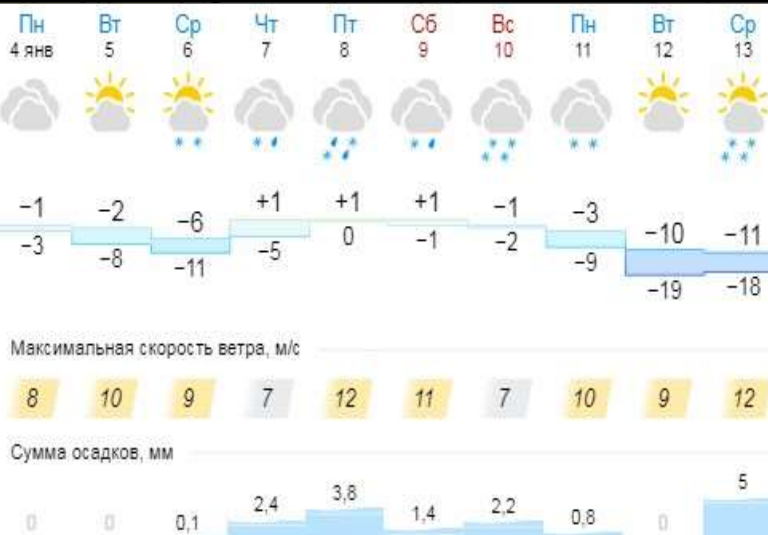 Пн Вт Ср Чт Пт Сб Вс Пн Вт Ср
4 янв 5 6 7 8 9 10 11 12 13
−1 −2 −6 +1 +1 +1 −1 −3 −10 −11
−3 −8 −11 −5 0 −1 −2 −9 −19 −18
Максимальная скорость ветра, м/с
8 10 9 7 12 11 7 10 9 12
Сумма осадков, мм
0 0 0,1 2,4 3,8 1,4 2,2 0,8 0 5